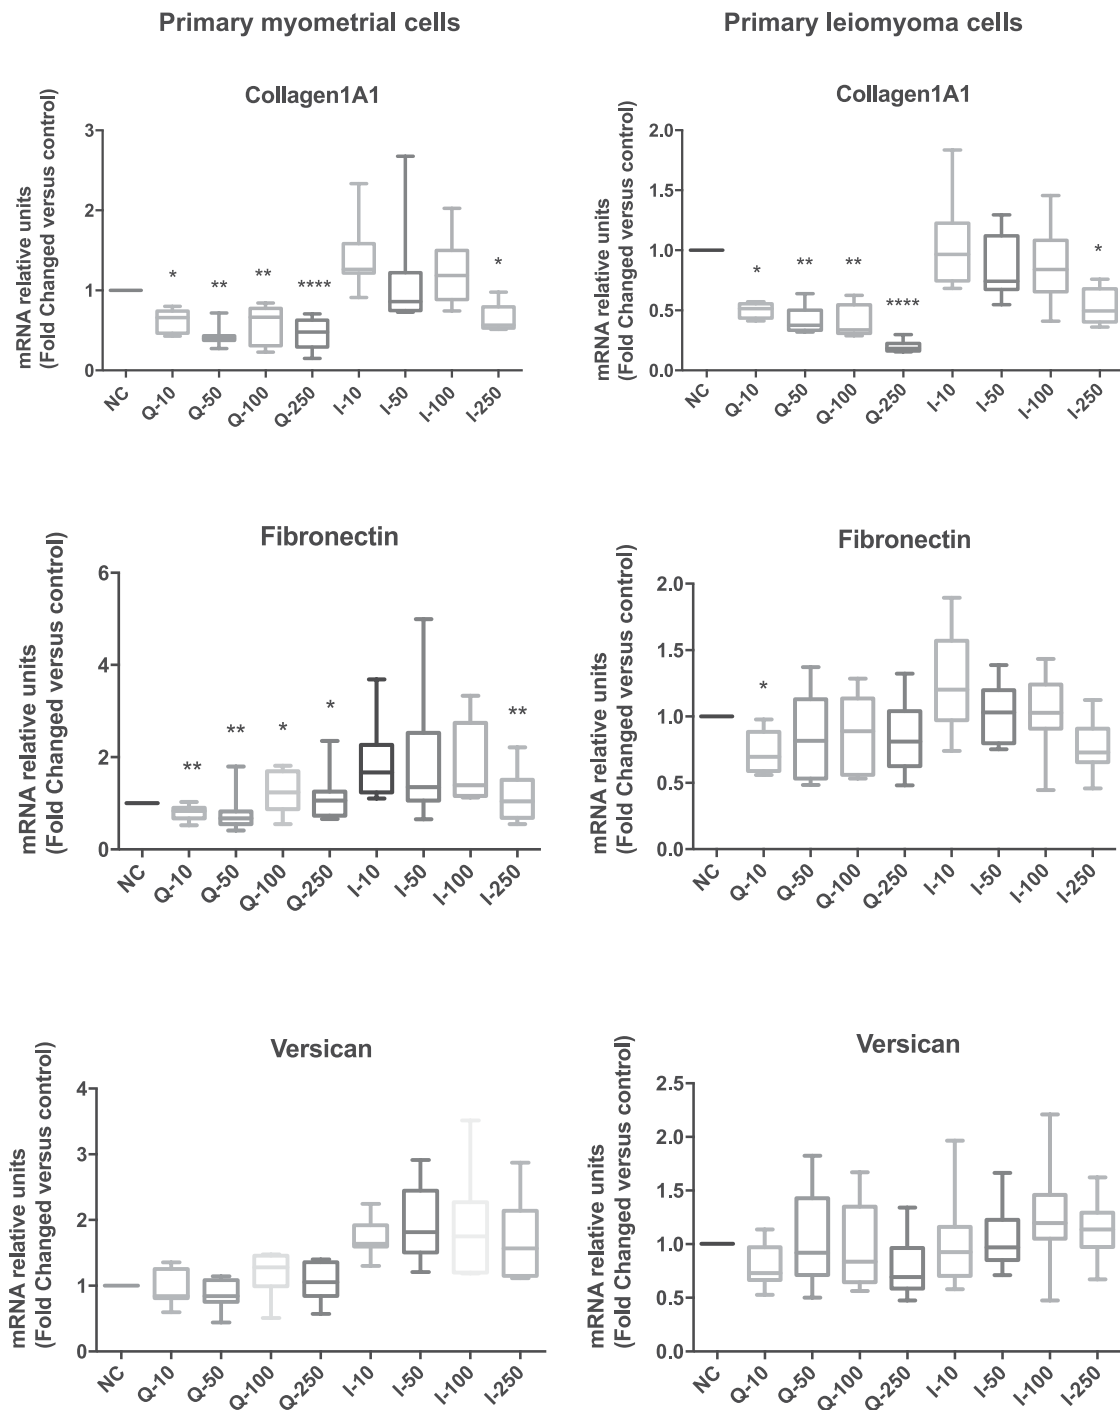 Primary myometrial cells
Primary leiomyoma cells
Collagen1A1
mRNA relative units
(Fold Changed versus control)
3
2
1
0
* ** ** **** *
NC Q-10 Q-50 Q-100 Q-250 I-10 I-50 I-100 I-250
Collagen1A1
mRNA relative units
(Fold Changed versus control)
2.0
1.5
1.0
0.5
0.0
* ** ** **** *
NC Q-10 Q-50 Q-100 Q-250 I-10 I-50 I-100 I-250
Fibronectin
mRNA relative units
(Fold Changed versus control)
6
4
2
0
** ** * * **
NC Q-10 Q-50 Q-100 Q-250 I-10 I-50 I-100 I-250
Fibronectin
mRNA relative units
(Fold Changed versus control)
2.0
1.5
1.0
0.5
0.0
*
NC Q-10 Q-50 Q-100 Q-250 I-10 I-50 I-100 I-250
Versican
mRNA relative units
(Fold Changed versus control)
4
3
2
1
0
NC Q-10 Q-50 Q-100 Q-250 I-10 I-50 I-100 I-250
Versican
mRNA relative units
(Fold Changed versus control)
2.5
2.0
1.5
1.0
0.5
0.0
NC Q-10 Q-50 Q-100 Q-250 I-10 I-50 I-100 I-250